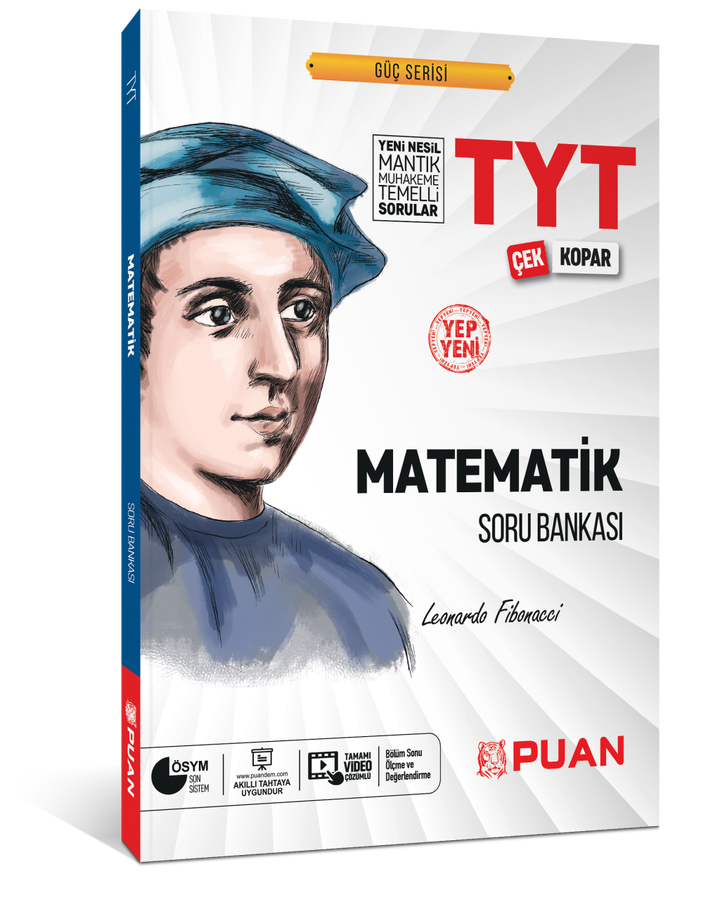 GÜÇ SERİSİ
YENİ NESİL
MANTIK
MUHAKEME
TEMELLİ
SORULAR
TYT
ÇEK KOPAR
YEP
YENİ
MATEMATİK
SORU BANKASI
Leonardo Fibonacci
ÖSYM
SON
SİSTEM
www.puandem.com
AKILLI TAHTAYA
UYGUNDUR
TAMAMI
VİDEO
ÇÖZÜMLÜ
Bölüm Sonu
Ölçme ve
Değerlendirme
PUAN
TYT
MATEMATİK
SORU BANKASI
PUAN